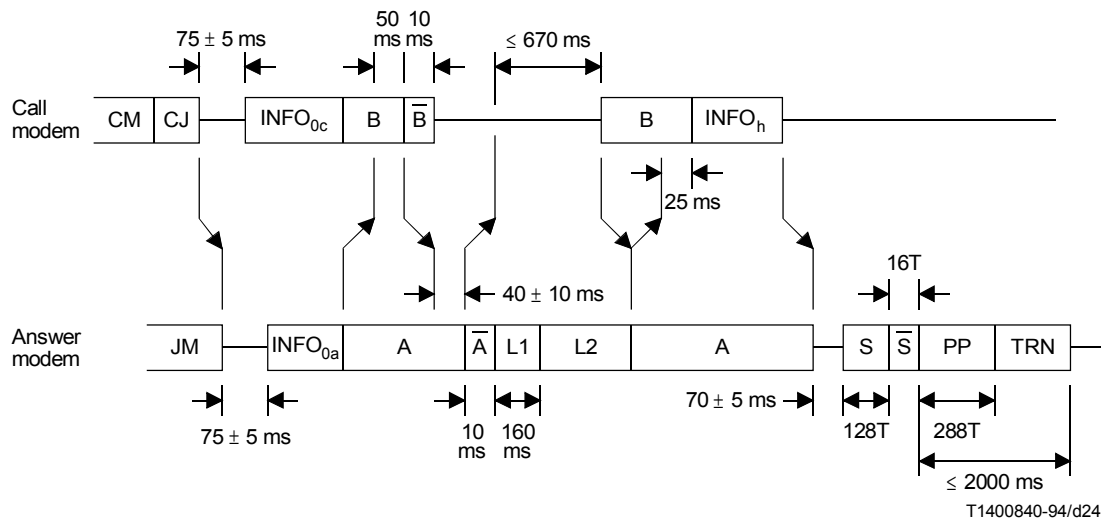 50 10
ms ms
75 ± 5 ms
≤ 670 ms
Call
modem
CM CJ INFO0c B B̅ B INFOh
25 ms
16T
40 ± 10 ms
Answer
modem
JM INFO0a A A̅ L1 L2 A S S̅ PP TRN
75 ± 5 ms
10
ms
160
ms
70 ± 5 ms
128T 288T
≤ 2000 ms
T1400840-94/d24